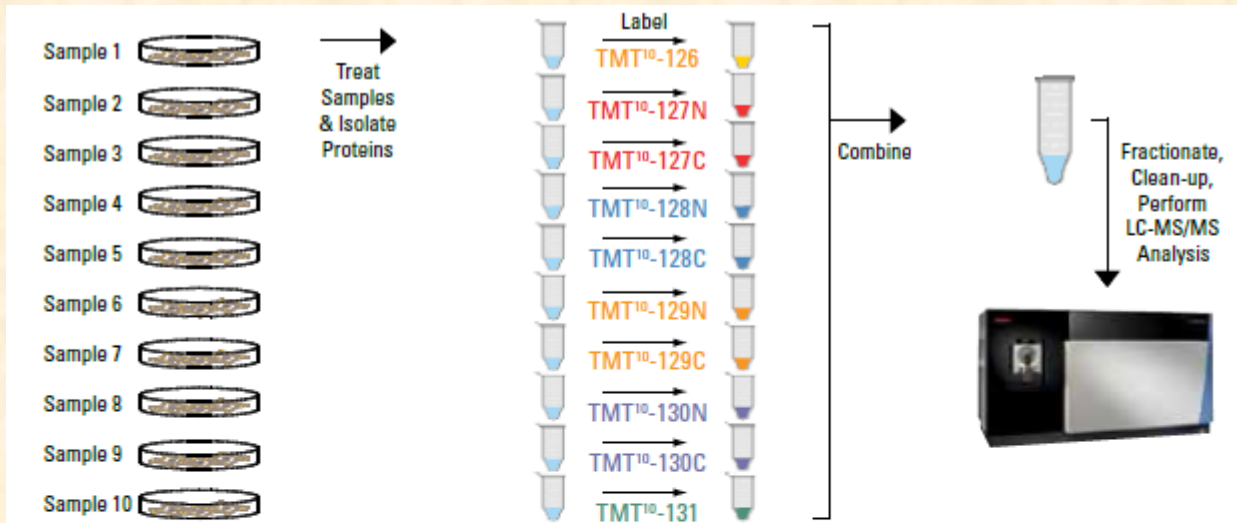 Label
Sample 1
TMT¹⁰-126
Treat
Samples
& Isolate
Proteins
Sample 2
TMT¹⁰-127N
Sample 3
TMT¹⁰-127C
Combine
Fractionate,
Clean-up,
Perform
LC-MS/MS
Analysis
Sample 4
TMT¹⁰-128N
Sample 5
TMT¹⁰-128C
Sample 6
TMT¹⁰-129N
Sample 7
TMT¹⁰-129C
Sample 8
TMT¹⁰-130N
Sample 9
TMT¹⁰-130C
Sample 10
TMT¹⁰-131